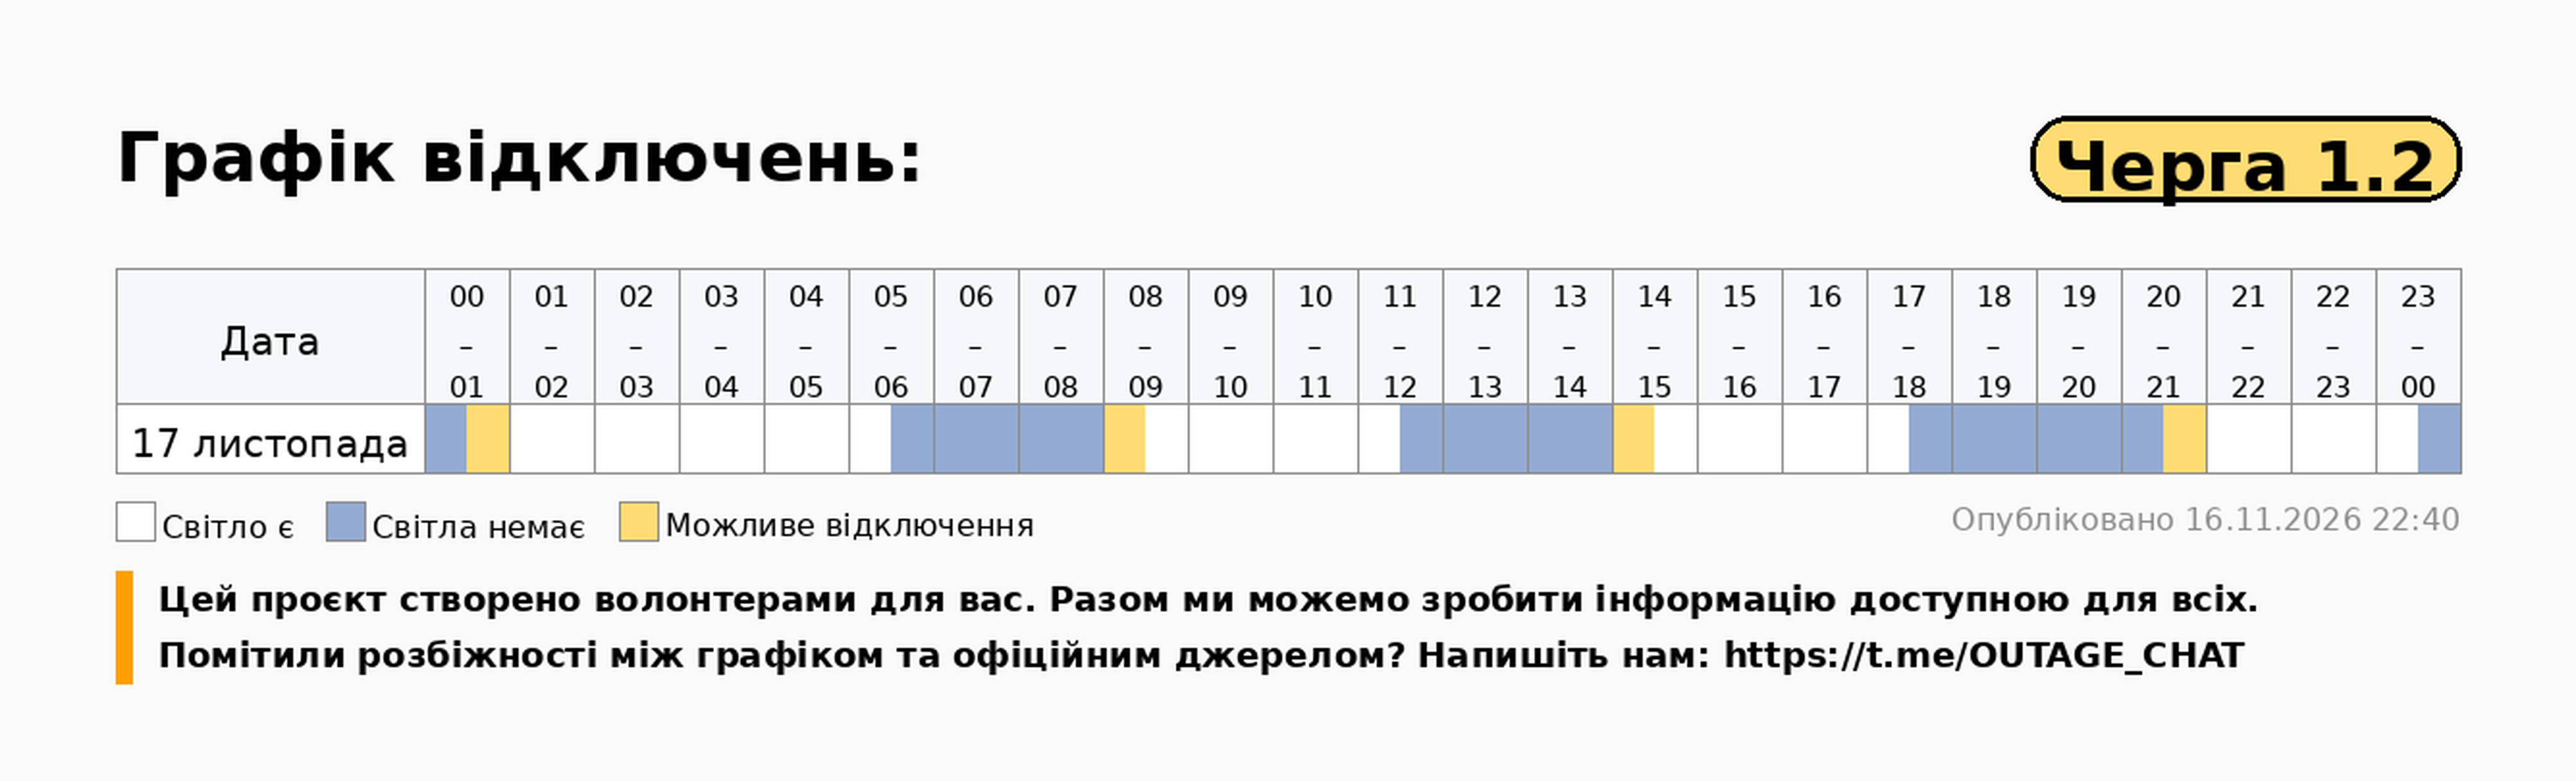 Графік відключень:
Черга 1.2
Дата
00 – 01
01 – 02
02 – 03
03 – 04
04 – 05
05 – 06
06 – 07
07 – 08
08 – 09
09 – 10
10 – 11
11 – 12
12 – 13
13 – 14
14 – 15
15 – 16
16 – 17
17 – 18
18 – 19
19 – 20
20 – 21
21 – 22
22 – 23
23 – 00
17 листопада
Світло є
Світла немає
Можливе відключення
Опубліковано 16.11.2026 22:40
Цей проєкт створено волонтерами для вас. Разом ми можемо зробити інформацію доступною для всіх.
Помітили розбіжності між графіком та офіційним джерелом? Напишіть нам: https://t.me/OUTAGE_CHAT